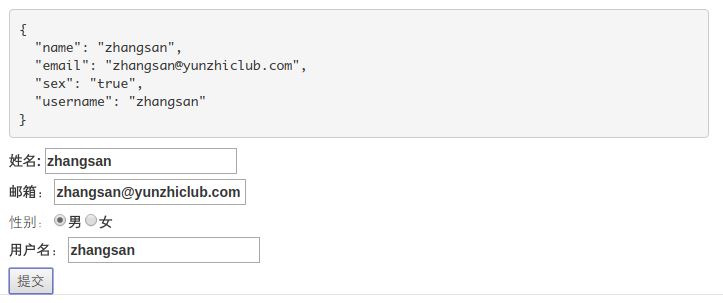 {
  "name": "zhangsan",
  "email": "zhangsan@yunzhiclub.com",
  "sex": "true",
  "username": "zhangsan"
}
姓名: zhangsan
邮箱： zhangsan@yunzhiclub.com
性别： 男 女
用户名： zhangsan
提交